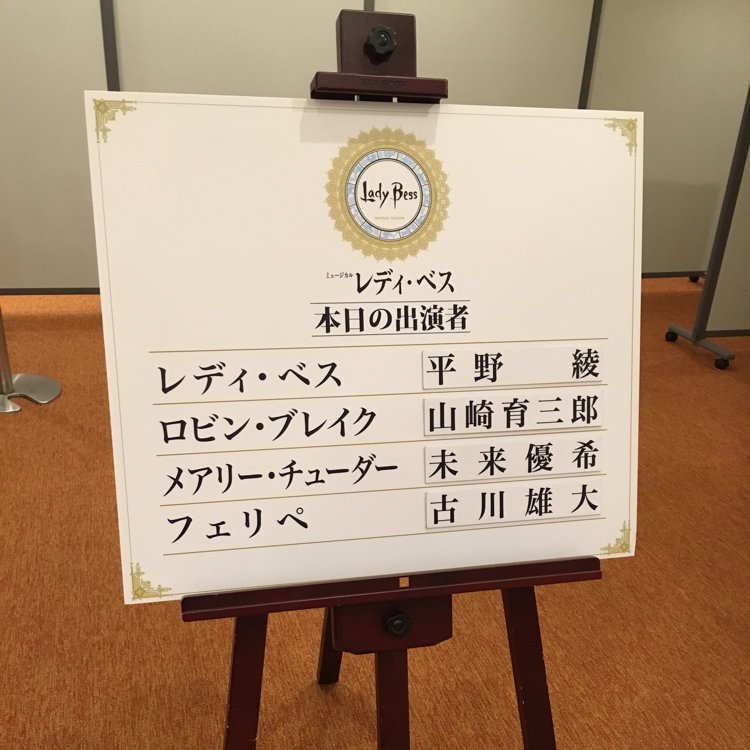 Lady Bess
IMPERIAL THEATRE
ミュージカル レディ・ベス
本日の出演者
レディ・ベス 平野 綾
ロビン・ブレイク 山崎育三郎
メアリー・チューダー 未来優希
フェリペ 古川雄大